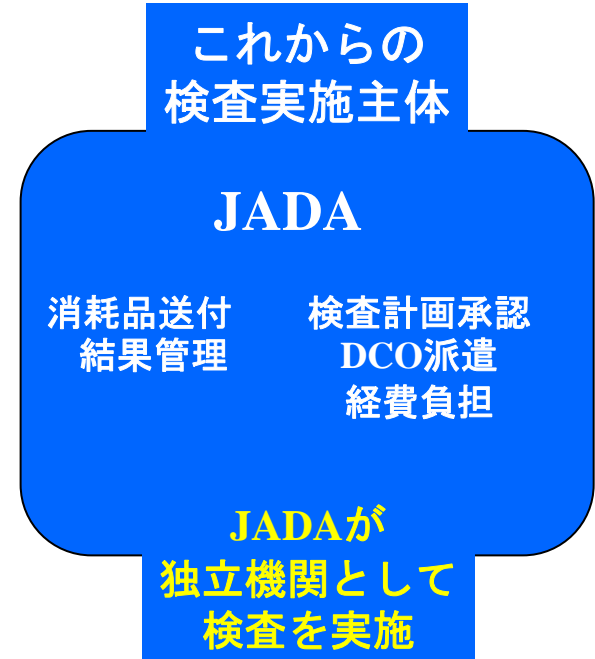 これからの
検査実施主体
JADA
消耗品送付
結果管理
検査計画承認
DCO派遣
経費負担
JADAが
独立機関として
検査を実施